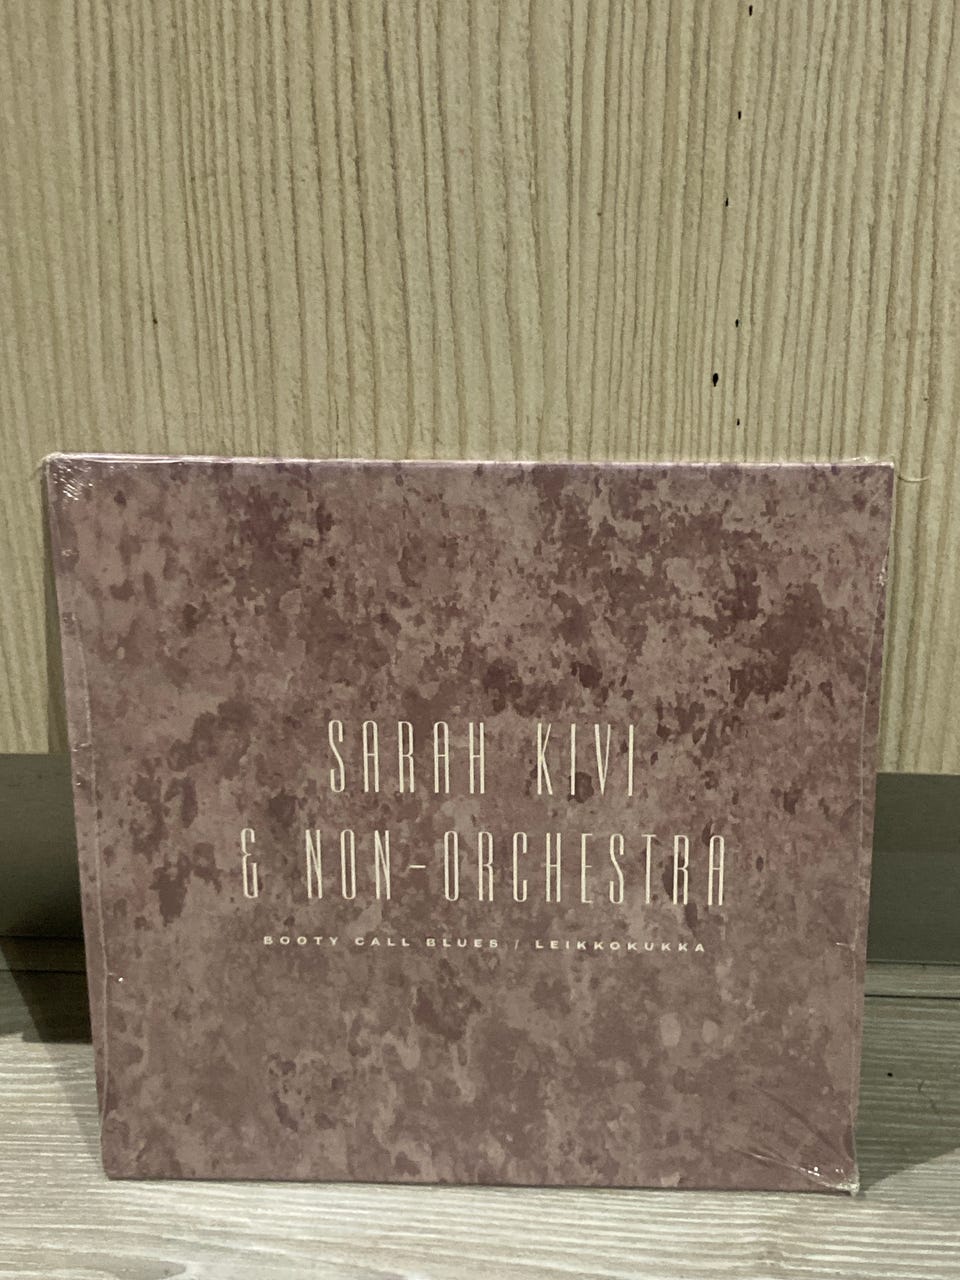 SARAH KIVI
& NON-ORCHESTRA
BOOTY CALL BLUES / LEIKKOKUKKA